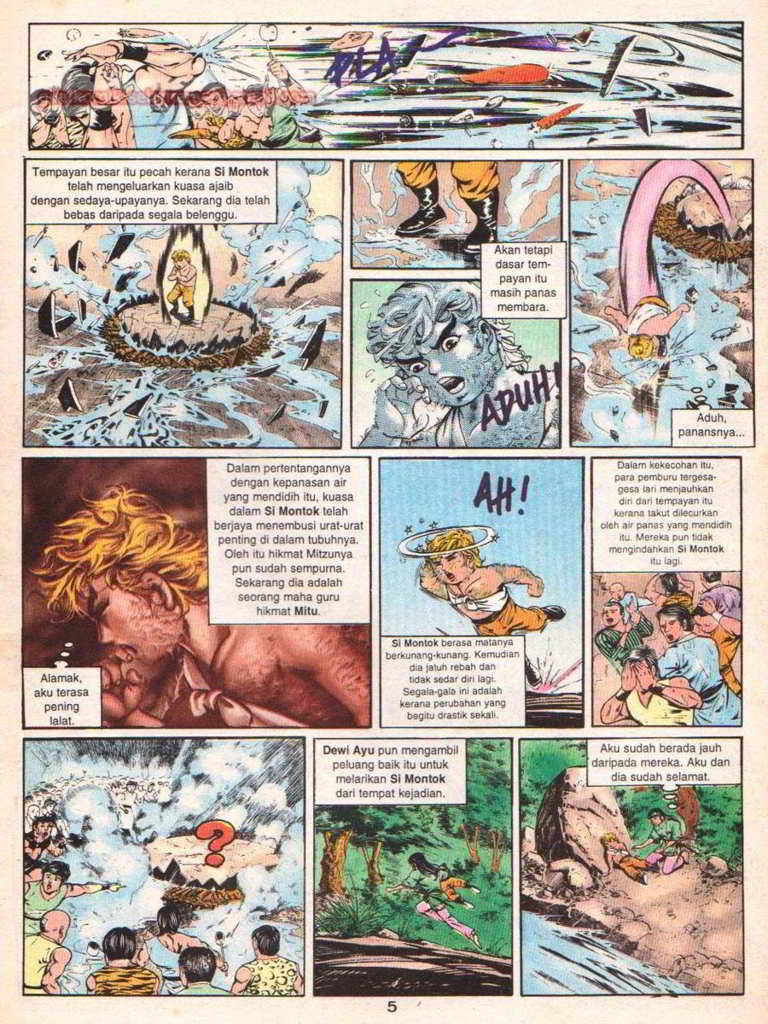 PLA
Tempayan besar itu pecah kerana Si Montok
telah mengeluarkan kuasa ajaib
dengan sedaya-upayanya. Sekarang dia telah
bebas daripada segala belenggu.
Akan tetapi
dasar tem-
payan itu
masih panas
membara.
ADUH!
Aduh,
panansnya...
Dalam pertentangannya
dengan kepanasan air
yang mendidih itu, kuasa
dalam Si Montok telah
berjaya menembusi urat-urat
penting di dalam tubuhnya.
Oleh itu hikmat Mitzunya
pun sudah sempurna.
Sekarang dia adalah
seorang maha guru
hikmat Mitu.
Alamak,
aku terasa
pening
lalat.
AH!
Si Montok berasa matanya
berkunang-kunang. Kemudian
dia jatuh rebah dan
tidak sedar diri lagi.
Segala-gala ini adalah
kerana perubahan yang
begitu drastik sekali.
Dalam kekecohan itu,
para pemburu tergesa-
gesa lari menjauhkan
diri dari tempayan itu
kerana takut dilecurkan
oleh air panas yang mendidih
itu. Mereka pun tidak
mengindahkan Si Montok
itu lagi.
?
Dewi Ayu pun mengambil
peluang baik itu untuk
melarikan Si Montok
dari tempat kejadian.
Aku sudah berada jauh
daripada mereka. Aku dan
dia sudah selamat.
5